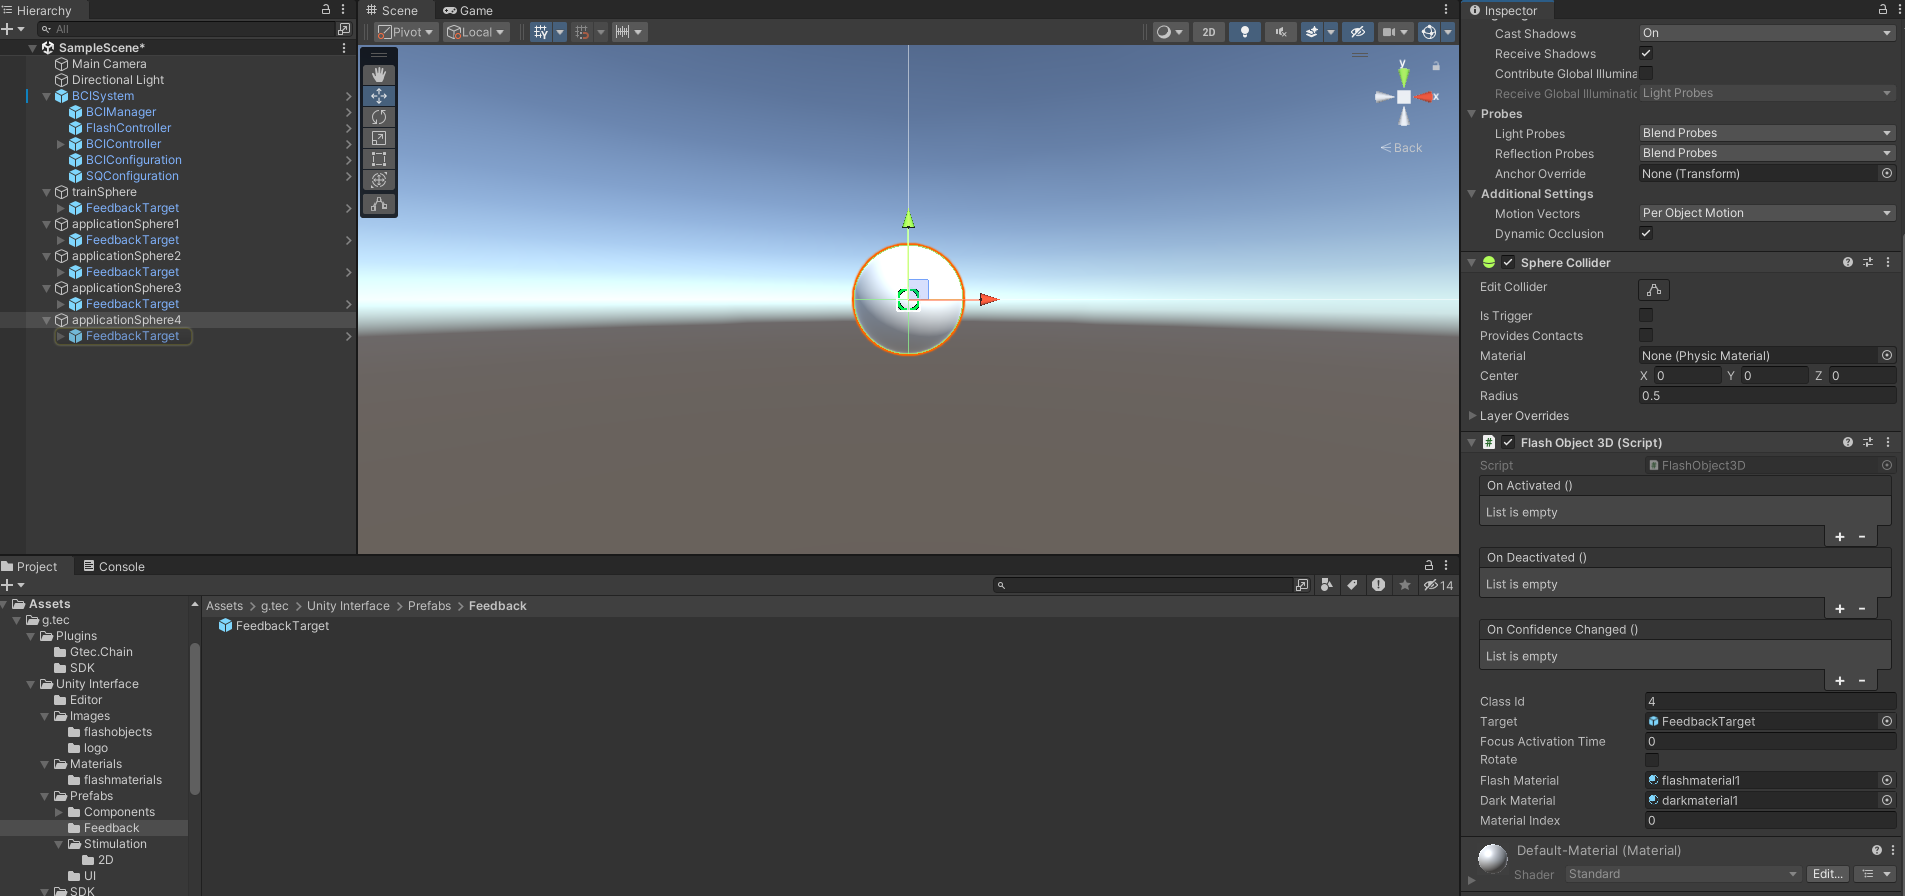 Hierarchy
All
SampleScene*
Main Camera
Directional Light
BCISystem
BCIManager
FlashController
BCIController
BCIConfiguration
SQConfiguration
trainSphere
FeedbackTarget
applicationSphere1
FeedbackTarget
applicationSphere2
FeedbackTarget
applicationSphere3
FeedbackTarget
applicationSphere4
FeedbackTarget
Scene
Game
Pivot
Local
2D
y
x
Back
Inspector
Cast Shadows On
Receive Shadows
Contribute Global Illumina
Receive Global Illuminatic Light Probes
Probes
Light Probes Blend Probes
Reflection Probes Blend Probes
Anchor Override None (Transform)
Additional Settings
Motion Vectors Per Object Motion
Dynamic Occlusion
Sphere Collider
Edit Collider
Is Trigger
Provides Contacts
Material None (Physic Material)
Center X 0 Y 0 Z 0
Radius 0.5
Layer Overrides
# Flash Object 3D (Script)
Script FlashObject3D
On Activated ()
List is empty
+ -
On Deactivated ()
List is empty
+ -
On Confidence Changed ()
List is empty
+ -
Class Id 4
Target FeedbackTarget
Focus Activation Time 0
Rotate
Flash Material flashmaterial1
Dark Material darkmaterial1
Material Index 0
Default-Material (Material)
Shader Standard Edit...
Project
Console
14
Assets
g.tec
Plugins
Gtec.Chain
SDK
Unity Interface
Editor
Images
flashobjects
logo
Materials
flashmaterials
Prefabs
Components
Feedback
Stimulation
2D
UI
SDK
Assets > g.tec > Unity Interface > Prefabs > Feedback
FeedbackTarget